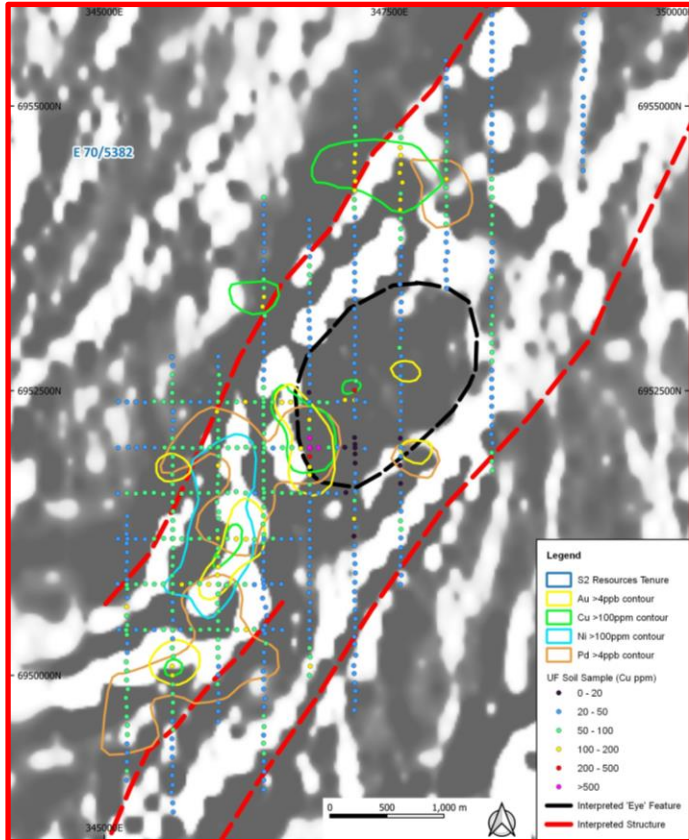 345000E 347500E 350000E
6955000N 6955000N
E 70/5382
6952500N 6952500N
Legend
S2 Resources Tenure
Au >4ppb contour
Cu >100ppm contour
Ni >100ppm contour
Pd >4ppb contour
UF Soil Sample (Cu ppm)
0 - 20
20 - 50
50 - 100
100 - 200
200 - 500
>500
Interpreted 'Eye' Feature
Interpreted Structure
6950000N
0 500 1,000 m
345000E